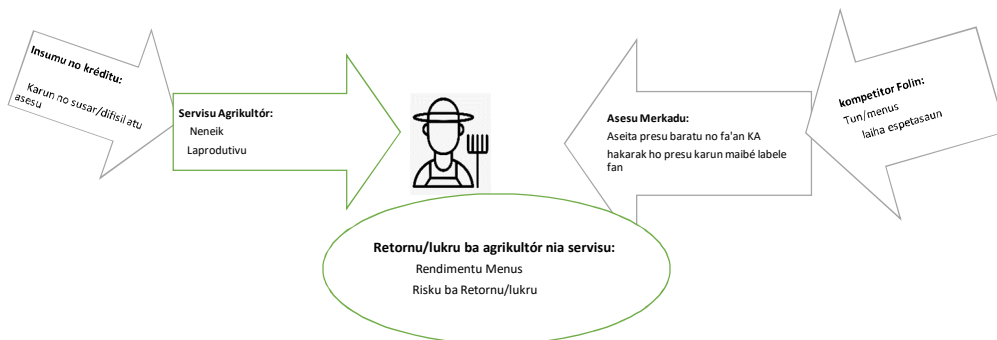 Insumu no kréditu:
Karun no susar/difisil atu
asesu
Servisu Agrikultór:
Neneik
Laprodutivu
Asesu Merkadu:
Aseita presu baratu no fa'an KA
hakarak ho presu karun maibé labele
fan
kompetitor Folin:
Tun/menus
laiha espetasaun
Retornu/lukru ba agrikultór nia servisu:
Rendimentu Menus
Risku ba Retornu/lukru